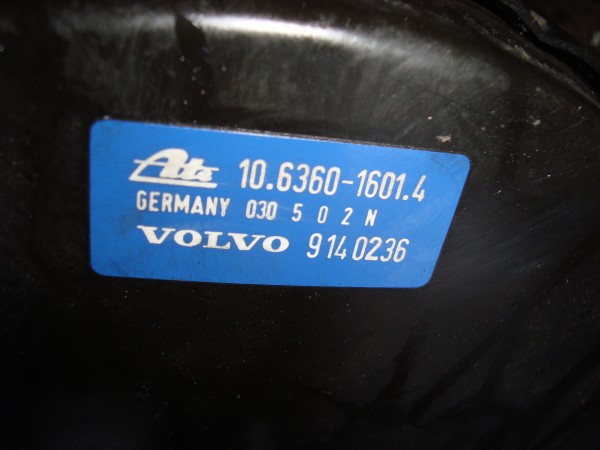 Ate 10.6360-1601.4
GERMANY 030 5 0 2 N
VOLVO 9140236